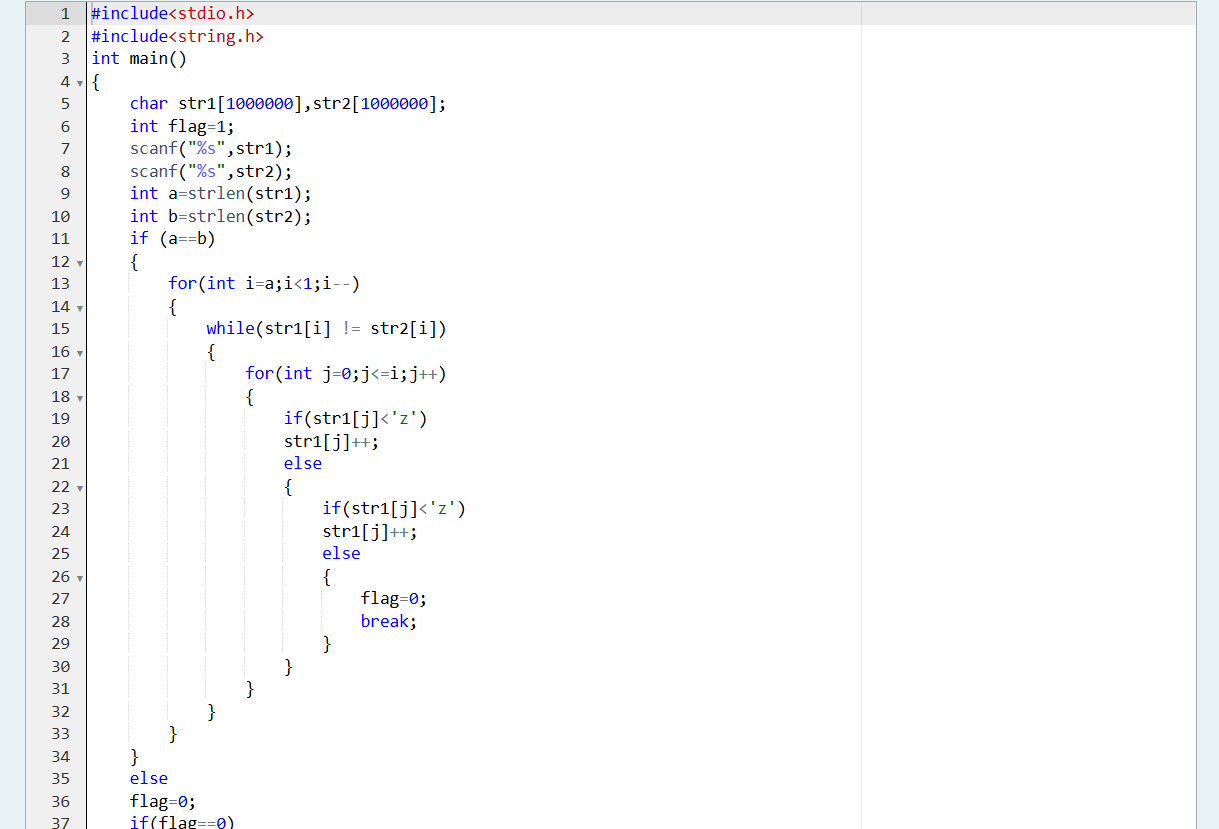 1 #include<stdio.h>
2 #include<string.h>
3 int main()
4 {
5 char str1[1000000],str2[1000000];
6 int flag=1;
7 scanf("%s",str1);
8 scanf("%s",str2);
9 int a=strlen(str1);
10 int b=strlen(str2);
11 if (a==b)
12 {
13 for(int i=a;i<1;i--)
14 {
15 while(str1[i] != str2[i])
16 {
17 for(int j=0;j<=i;j++)
18 {
19 if(str1[j]<'z')
20 str1[j]++;
21 else
22 {
23 if(str1[j]<'z')
24 str1[j]++;
25 else
26 {
27 flag=0;
28 break;
29 }
30 }
31 }
32 }
33 }
34 }
35 else
36 flag=0;
37 if(flag==0)